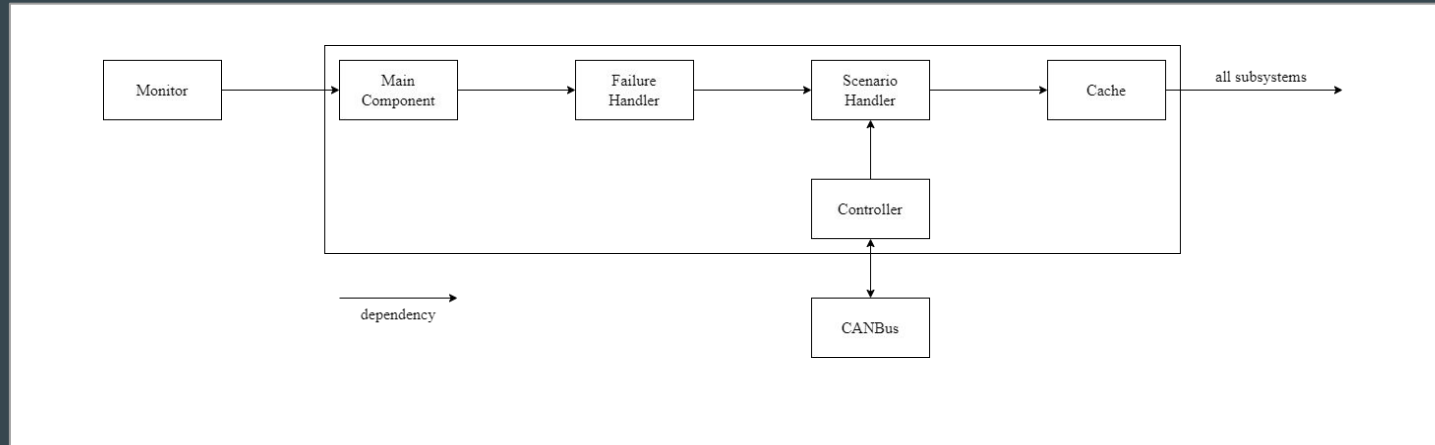 Monitor
Main
Component
Failure
Handler
Scenario
Handler
Cache
all subsystems
Controller
dependency
CANBus